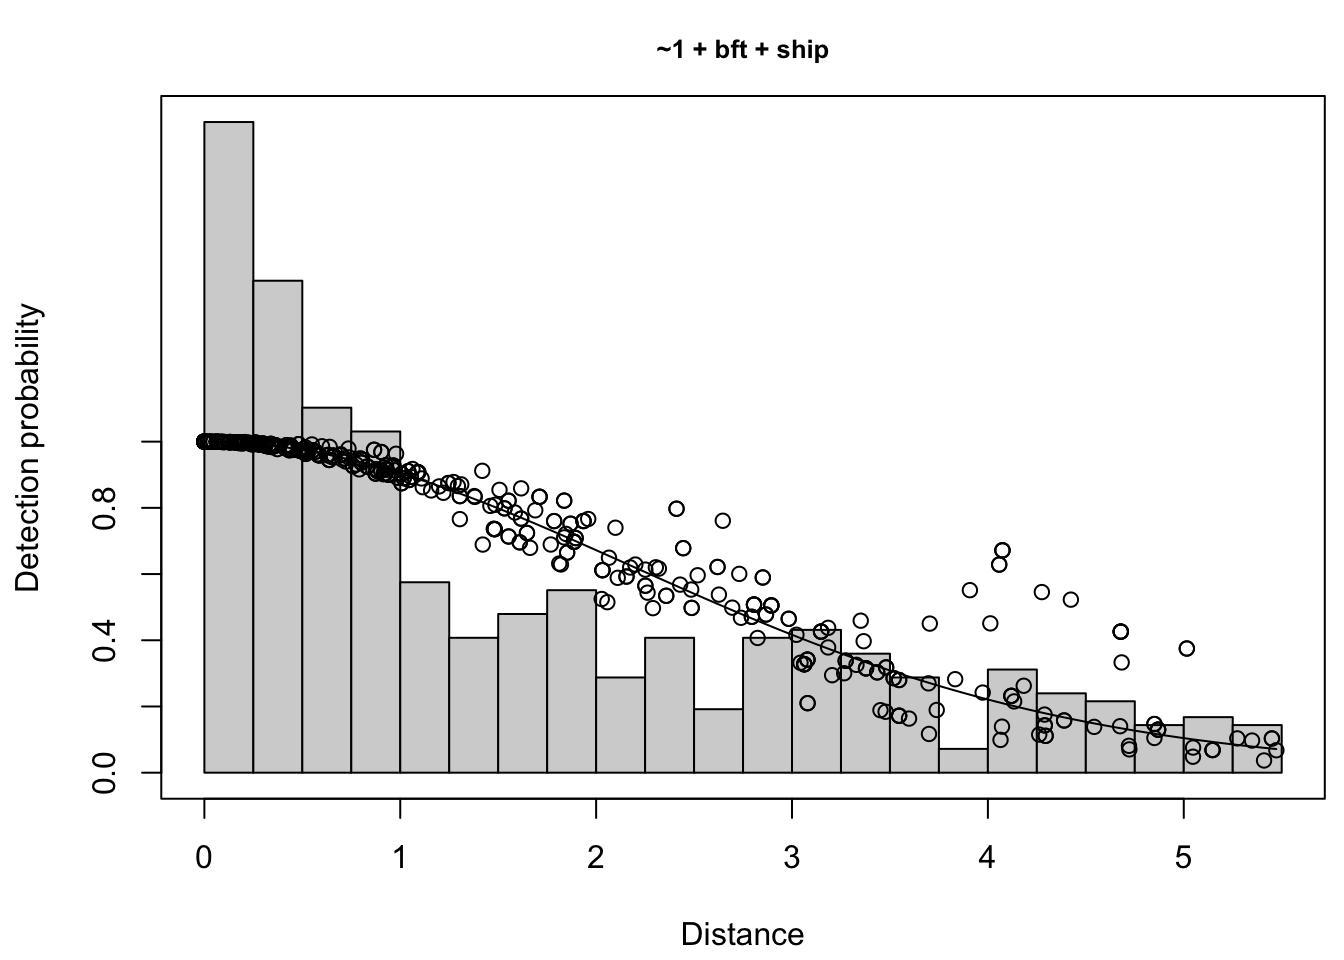 ~1 + bft + ship
Detection probability
0.8
0.4
0.0
0 1 2 3 4 5
Distance